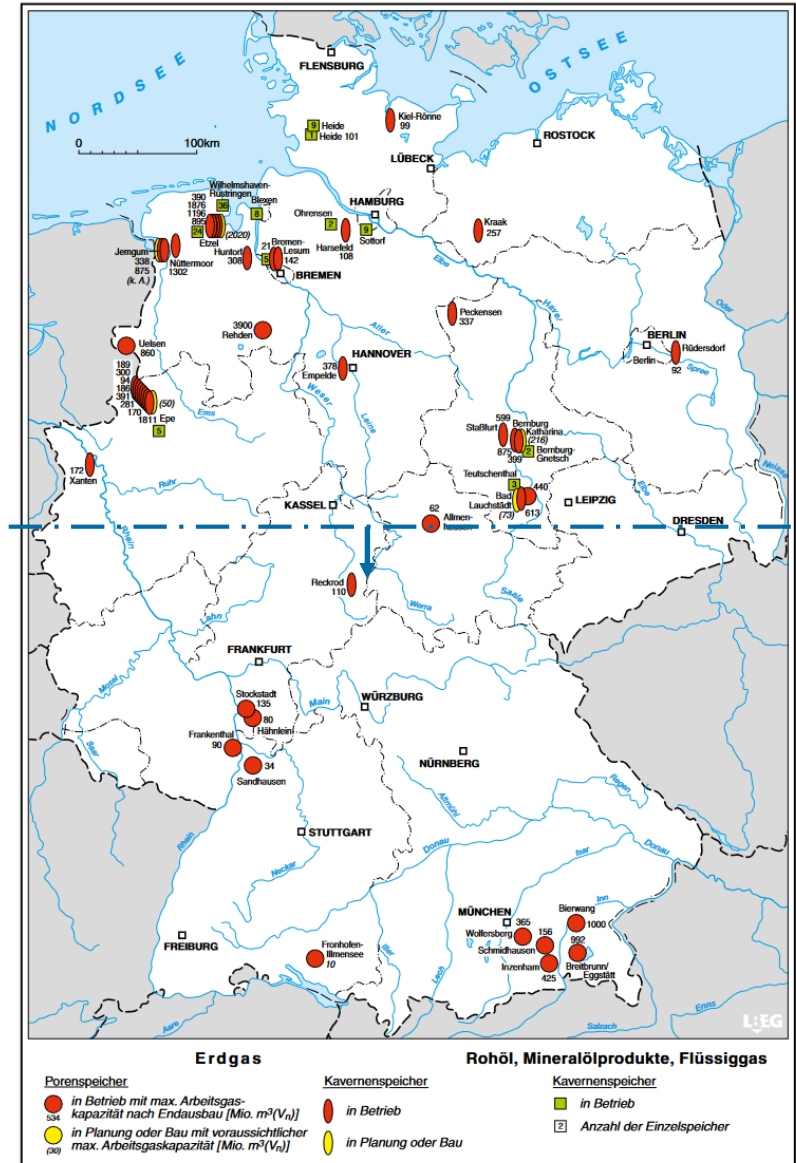 NORDSEE
OSTSEE
FLENSBURG
0 100km
9 Heide
1 Heide 101
Kiel-Rönne
99
ROSTOCK
LÜBECK
Wilhelmshaven-
Rüstringen
36
390
1876
1196
895
24
Etzel
(2020)
Blexen
8
HAMBURG
Ohrensen
2
Harsefeld
108
9
Sottorf
Kraak
257
Jemgum
338
875
(k. A.)
Nüttermoor
1302
Huntorf
308
21
5
Bremen-
Lesum
142
BREMEN
Elbe
Havel
Oder
Peckensen
337
Aller
3900
Rehden
Uelsen
860
HANNOVER
378
Empelde
BERLIN
Berlin
Rüdersdorf
92
Spree
189
300
94
186
391
281
170
1811
(50)
Epe
5
Ems
Weser
Leine
599
Staßfurt
Bernburg
Katharina
(216)
875
399
2
Bernburg-
Gnetsch
Neisse
172
Xanten
Ruhr
Teutschenthal
3
440
Bad
Lauchstädt
(73)
613
Elbe
KASSEL
LEIPZIG
DRESDEN
62
Allmen-
hausen
Rhein
Reckrod
110
Werra
Saale
Lahn
FRANKFURT
Mosel
Main
WÜRZBURG
Stockstadt
135
80
Hähnlein
Frankenthal
90
34
Sandhausen
Saar
NÜRNBERG
Regen
Altmühl
STUTTGART
Rhein
Neckar
Donau
Isar
Donau
Inn
MÜNCHEN
Bierwang
1000
365
Wolfersberg
156
Schmidhausen
992
Breitbrunn/
Eggstätt
Inzenham
425
FREIBURG
Fronhofen-
Illmensee
10
Iller
Lech
Aare
Salzach
Enns
LBEG
Erdgas
Rohöl, Mineralölprodukte, Flüssiggas
Porenspeicher
in Betrieb mit max. Arbeitsgas-
kapazität nach Endausbau [Mio. m³(Vn)]
534
in Planung oder Bau mit voraussichtlicher
max. Arbeitsgaskapazität [Mio. m³(Vn)]
(30)
Kavernenspeicher
in Betrieb
in Planung oder Bau
Kavernenspeicher
in Betrieb
2 Anzahl der Einzelspeicher